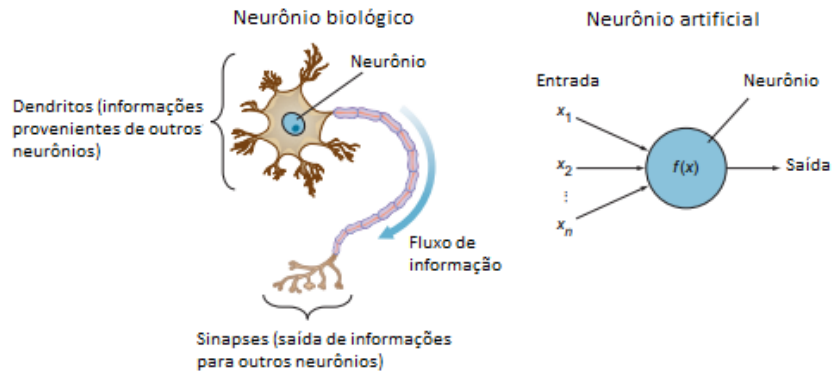 Neurônio biológico
Neurônio
Dendritos (informações
provenientes de outros
neurônios)
Fluxo de
informação
Sinapses (saída de informações
para outros neurônios)
Neurônio artificial
Entrada
Neurônio
x1
x2
⋮
xn
f(x)
Saída